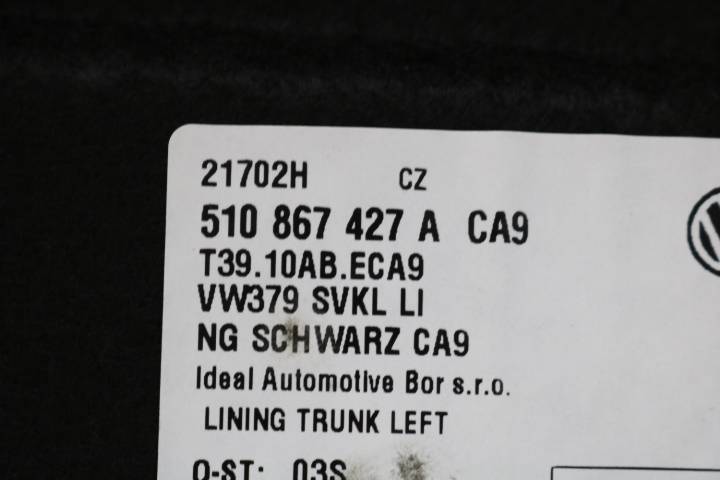 21702H CZ
510 867 427 A CA9
T39.10AB.ECA9
VW379 SVKL LI
NG SCHWARZ CA9
Ideal Automotive Bor s.r.o.
LINING TRUNK LEFT
Q-ST: 03S